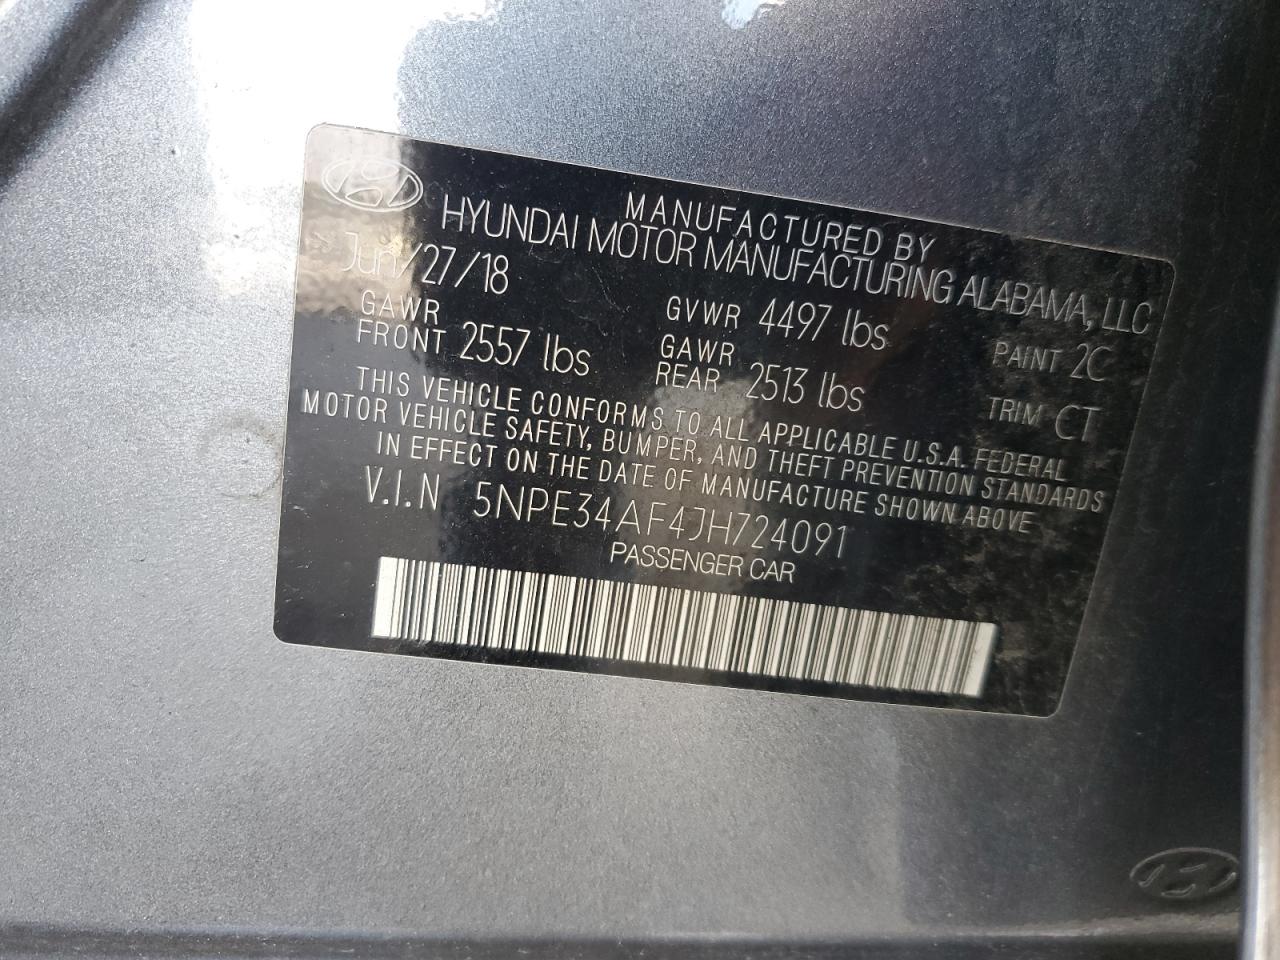 MANUFACTURED BY
HYUNDAI MOTOR MANUFACTURING ALABAMA, LLC
Jun/27/18
GVWR 4497 lbs
PAINT 2C
GAWR FRONT 2557 lbs
GAWR REAR 2513 lbs
TRIM CT
THIS VEHICLE CONFORMS TO ALL APPLICABLE U.S.A. FEDERAL
MOTOR VEHICLE SAFETY, BUMPER, AND THEFT PREVENTION STANDARDS
IN EFFECT ON THE DATE OF MANUFACTURE SHOWN ABOVE
V.I.N 5NPE34AF4JH724091
PASSENGER CAR